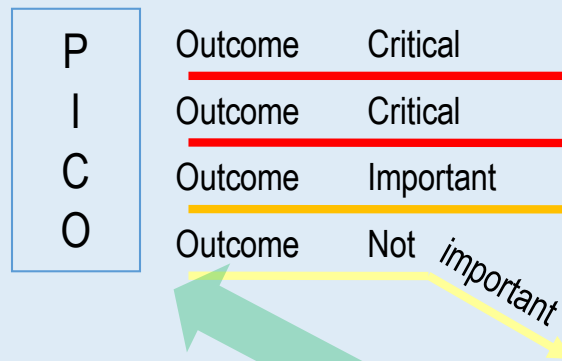 P
I
C
O
Outcome Critical
Outcome Critical
Outcome Important
Outcome Not important